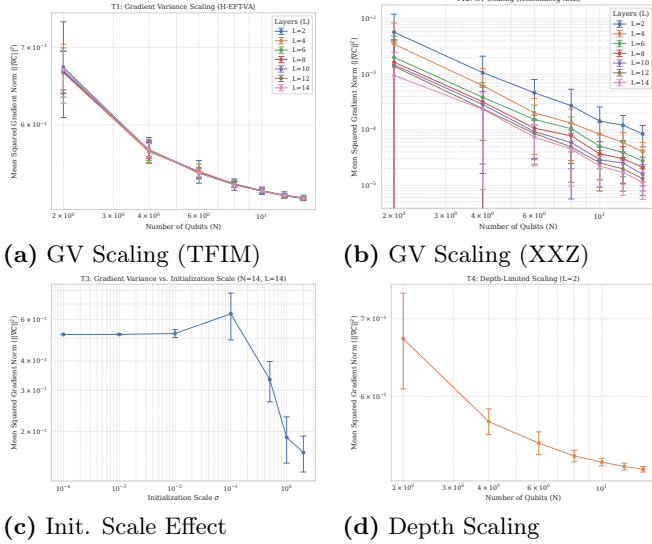 T1: Gradient Variance Scaling (H-EFT-VA)
Mean Squared Gradient Norm (||∇C||²)
7 × 10⁻¹
6 × 10⁻¹
Layers (L)
L=2
L=4
L=6
L=8
L=10
L=12
L=14
2 × 10⁰
4 × 10⁰
6 × 10⁰
10¹
Number of Qubits (N)
(a) GV Scaling (TFIM)
Mean Squared Gradient Norm (||∇C||²)
10⁻²
10⁻³
10⁻⁴
10⁻⁵
Layers (L)
L=2
L=4
L=6
L=8
L=10
L=12
L=14
2 × 10⁰
4 × 10⁰
6 × 10⁰
10¹
Number of Qubits (N)
(b) GV Scaling (XXZ)
T3: Gradient Variance vs. Initialization Scale (N=14, L=14)
Mean Squared Gradient Norm (||∇C||²)
6 × 10⁻¹
4 × 10⁻¹
3 × 10⁻¹
2 × 10⁻¹
10⁻⁴
10⁻³
10⁻²
10⁻¹
10⁰
Initialization Scale σ
(c) Init. Scale Effect
T4: Depth-Limited Scaling (L=2)
Mean Squared Gradient Norm (||∇C||²)
7 × 10⁻¹
6 × 10⁻¹
2 × 10⁰
4 × 10⁰
6 × 10⁰
10¹
Number of Qubits (N)
(d) Depth Scaling